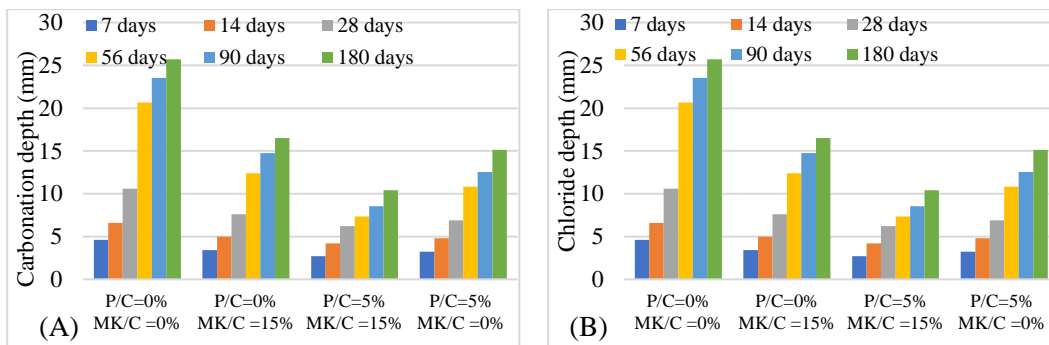 Carbonation depth (mm)
30
25
20
15
10
5
0
7 days 14 days 28 days
56 days 90 days 180 days
P/C=0% P/C=0% P/C=5% P/C=5%
MK/C =0% MK/C =15% MK/C =15% MK/C =0%
(A)
Chloride depth (mm)
30
25
20
15
10
5
0
7 days 14 days 28 days
56 days 90 days 180 days
P/C=0% P/C=0% P/C=5% P/C=5%
MK/C =0% MK/C =15% MK/C =15% MK/C =0%
(B)